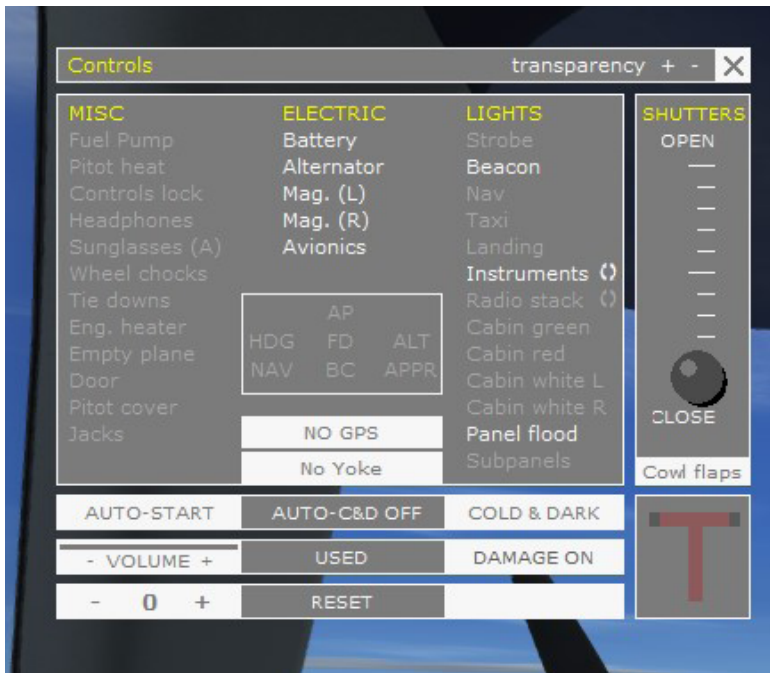 Controls
transparency + -
MISC
Fuel Pump
Pitot heat
Controls lock
Headphones
Sunglasses (A)
Wheel chocks
Tie downs
Eng. heater
Empty plane
Door
Pitot cover
Jacks
ELECTRIC
Battery
Alternator
Mag. (L)
Mag. (R)
Avionics
AP
HDG FD ALT
NAV BC APPR
NO GPS
No Yoke
LIGHTS
Strobe
Beacon
Nav
Taxi
Landing
Instruments
Radio stack
Cabin green
Cabin red
Cabin white L
Cabin white R
Panel flood
Subpanels
SHUTTERS
OPEN
CLOSE
Cowl flaps
AUTO-START AUTO-C&D OFF COLD & DARK
- VOLUME + USED DAMAGE ON
- 0 + RESET